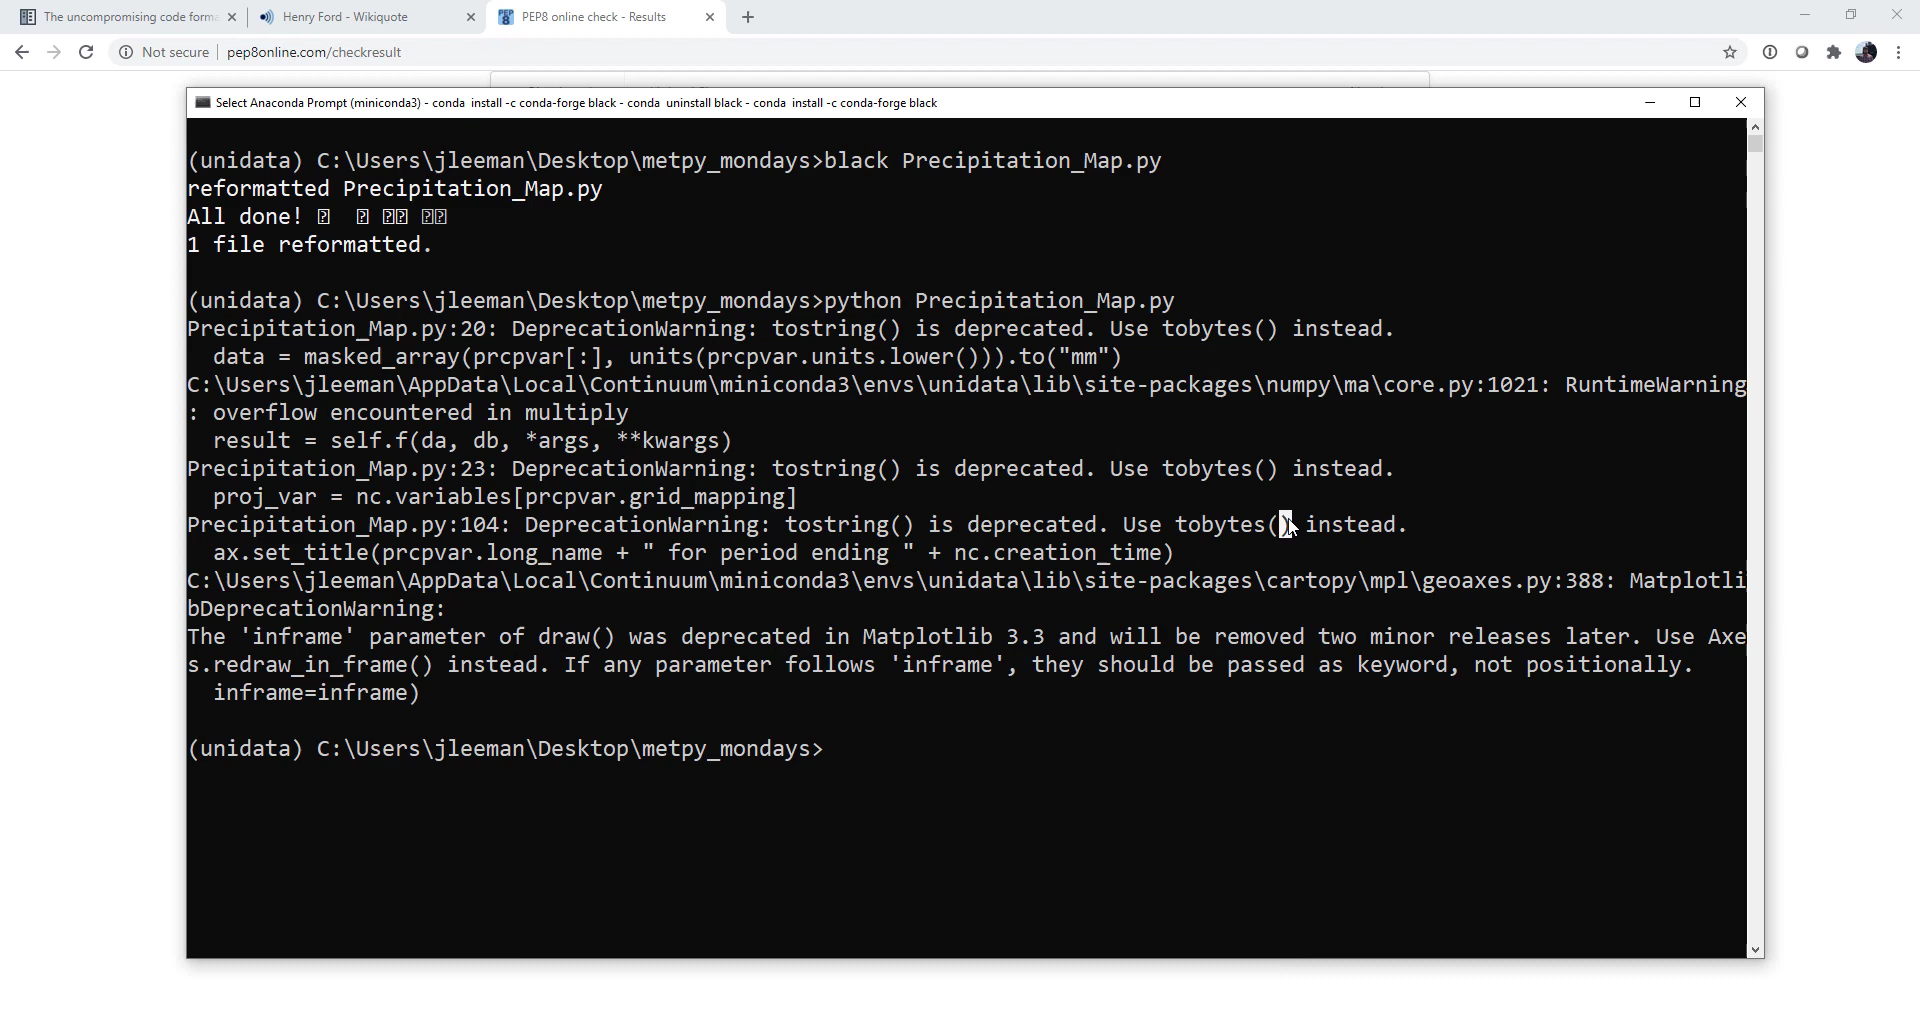 The uncompromising code forma
Henry Ford - Wikiquote
PEP8 online check - Results
Not secure
pep8online.com/checkresult
Select Anaconda Prompt (miniconda3) - conda  install -c conda-forge black - conda  uninstall black - conda  install -c conda-forge black
(unidata) C:\Users\jleeman\Desktop\metpy_mondays>black Precipitation_Map.py
reformatted Precipitation_Map.py
All done!
1 file reformatted.
(unidata) C:\Users\jleeman\Desktop\metpy_mondays>python Precipitation_Map.py
Precipitation_Map.py:20: DeprecationWarning: tostring() is deprecated. Use tobytes() instead.
  data = masked_array(prcpvar[:], units(prcpvar.units.lower())).to("mm")
C:\Users\jleeman\AppData\Local\Continuum\miniconda3\envs\unidata\lib\site-packages\numpy\ma\core.py:1021: RuntimeWarning
: overflow encountered in multiply
  result = self.f(da, db, *args, **kwargs)
Precipitation_Map.py:23: DeprecationWarning: tostring() is deprecated. Use tobytes() instead.
  proj_var = nc.variables[prcpvar.grid_mapping]
Precipitation_Map.py:104: DeprecationWarning: tostring() is deprecated. Use tobytes() instead.
  ax.set_title(prcpvar.long_name + " for period ending " + nc.creation_time)
C:\Users\jleeman\AppData\Local\Continuum\miniconda3\envs\unidata\lib\site-packages\cartopy\mpl\geoaxes.py:388: Matplotli
bDeprecationWarning:
The 'inframe' parameter of draw() was deprecated in Matplotlib 3.3 and will be removed two minor releases later. Use Axe
s.redraw_in_frame() instead. If any parameter follows 'inframe', they should be passed as keyword, not positionally.
  inframe=inframe)
(unidata) C:\Users\jleeman\Desktop\metpy_mondays>